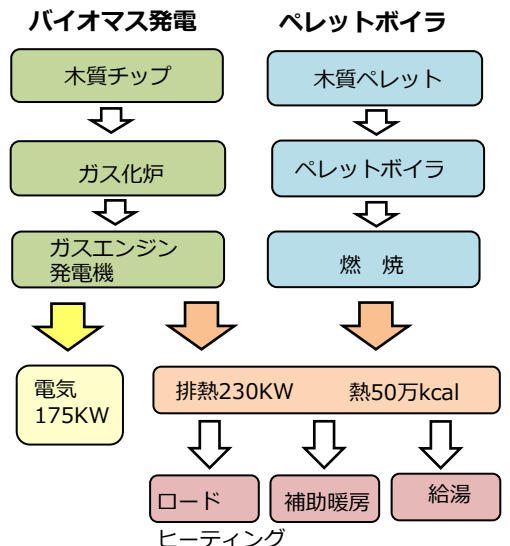 バイオマス発電
ペレットボイラ
木質チップ
木質ペレット
ガス化炉
ペレットボイラ
ガスエンジン
発電機
燃　焼
電気
175KW
排熱230KW
熱50万kcal
ロード
ヒーティング
補助暖房
給湯